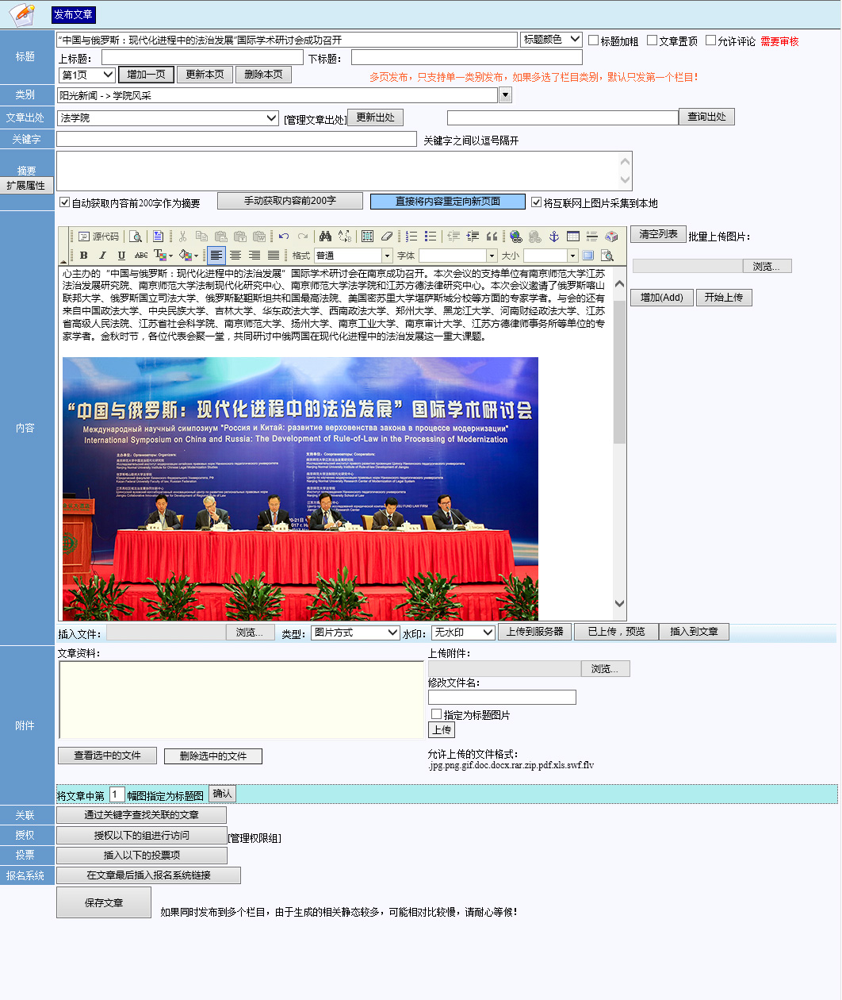 发布文章
标题
“中国与俄罗斯：现代化进程中的法治发展”国际学术研讨会成功召开
标题颜色
标题加粗 文章置顶 允许评论 需要审核
上标题： 下标题：
第1页 增加一页 更新本页 删除本页
多页发布，只支持单一类别发布，如果多选了栏目类别，默认只发第一个栏目！
类别
阳光新闻 - > 学院风采
文章出处
法学院 [管理文章出处] 更新出处 查询出处
关键字
关键字之间以逗号隔开
摘要
扩展属性
自动获取内容前200字作为摘要 手动获取内容前200字 直接将内容重定向新页面 将互联网上图片采集到本地
源代码
清空列表 批量上传图片：
B I U ABC 格式 普通 字体 大小
浏览...
增加(Add) 开始上传
内容
心主办的“中国与俄罗斯：现代化进程中的法治发展”国际学术研讨会在南京成功召开。本次会议的支持单位有南京师范大学江苏
法治发展研究院、南京师范大学法制现代化研究中心、南京师范大学法学院和江苏方德法律研究中心。本次会议邀请了俄罗斯喀山
联邦大学、俄罗斯国立司法大学、俄罗斯鞑靼斯坦共和国最高法院、美国密苏里大学堪萨斯城分校等方面的专家学者。与会的还有
来自中国政法大学、中央民族大学、吉林大学、华东政法大学、西南政法大学、郑州大学、黑龙江大学、河南财经政法大学、江苏
省高级人民法院、江苏省社会科学院、南京师范大学、扬州大学、南京工业大学、南京审计大学、江苏方德律师事务所等单位的专
家学者。金秋时节，各位代表会聚一堂，共同研讨中俄两国在现代化进程中的法治发展这一重大课题。
“中国与俄罗斯：现代化进程中的法治发展”国际学术研讨会
Международный научный симпозиум "Россия и Китай: развитие верховенства закона в процессе модернизации"
International Symposium on China and Russia: The Development of Rule-of-Law in the Processing of Modernization
插入文件： 浏览... 类型： 图片方式 水印： 无水印 上传到服务器 已上传，预览 插入到文章
附件
文章资料： 上传附件：
浏览...
修改文件名：
指定为标题图片
上传
查看选中的文件 删除选中的文件
允许上传的文件格式：
.jpg.png.gif.doc.docx.rar.zip.pdf.xls.swf.flv
将文章中第 1 幅图指定为标题图 确认
关联 通过关键字查找关联的文章
授权 授权以下的组进行访问 [管理权限组]
投票 插入以下的投票项
报名系统 在文章最后插入报名系统链接
保存文章 如果同时发布到多个栏目，由于生成的相关静态较多，可能相对比较慢，请耐心等候！